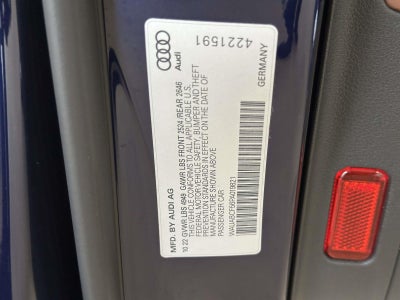 Audi
4221591
GERMANY
MFD. BY AUDI AG
10.22 GVWR LBS 4949 GAWR LBS FRONT 2524 /REAR 2646
THIS VEHICLE CONFORMS TO ALL APPLICABLE U.S.
FEDERAL MOTOR VEHICLE SAFETY, BUMPER AND THEFT
PREVENTION STANDARDS IN EFFECT ON THE DATE OF
MANUFACTURE SHOWN ABOVE
PASSENGER CAR